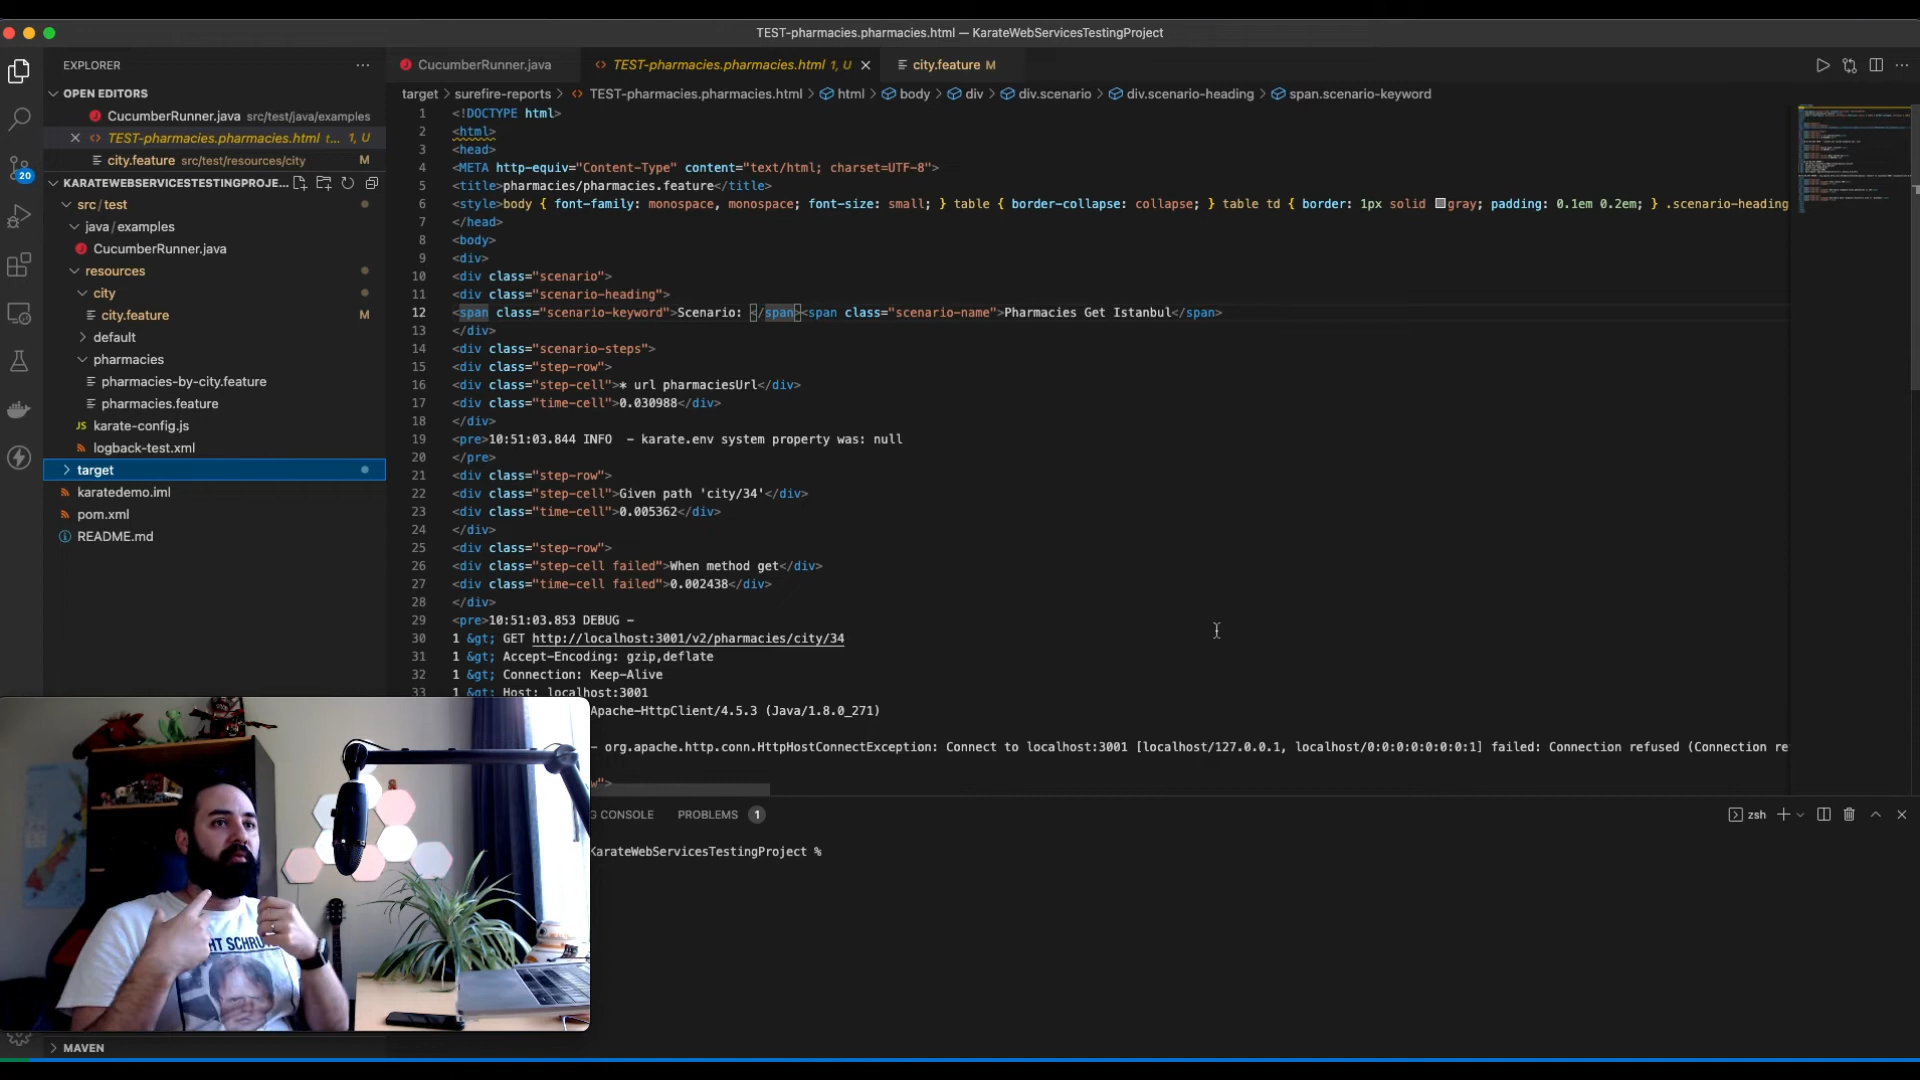 TEST-pharmacies.pharmacies.html — KarateWebServicesTestingProject
EXPLORER
CucumberRunner.java
TEST-pharmacies.pharmacies.html 1, U
city.feature M
OPEN EDITORS
CucumberRunner.java src/test/java/examples
TEST-pharmacies.pharmacies.html t... 1, U
city.feature src/test/resources/city M
20
KARATEWEBSERVICESTESTINGPROJE...
src/test
java/examples
CucumberRunner.java
resources
city
city.feature M
default
pharmacies
pharmacies-by-city.feature
pharmacies.feature
JS karate-config.js
logback-test.xml
target
karatedemo.iml
pom.xml
README.md
MAVEN
target > surefire-reports > TEST-pharmacies.pharmacies.html > html > body > div > div.scenario > div.scenario-heading > span.scenario-keyword
1 <!DOCTYPE html>
2 <html>
3 <head>
4 <META http-equiv="Content-Type" content="text/html; charset=UTF-8">
5 <title>pharmacies/pharmacies.feature</title>
6 <style>body { font-family: monospace, monospace; font-size: small; } table { border-collapse: collapse; } table td { border: 1px solid gray; padding: 0.1em 0.2em; } .scenario-heading
7 </head>
8 <body>
9 <div>
10 <div class="scenario">
11 <div class="scenario-heading">
12 <span class="scenario-keyword">Scenario: </span><span class="scenario-name">Pharmacies Get Istanbul</span>
13 </div>
14 <div class="scenario-steps">
15 <div class="step-row">
16 <div class="step-cell">* url pharmaciesUrl</div>
17 <div class="time-cell">0.030988</div>
18 </div>
19 <pre>10:51:03.844 INFO  - karate.env system property was: null
20 </pre>
21 <div class="step-row">
22 <div class="step-cell">Given path 'city/34'</div>
23 <div class="time-cell">0.005362</div>
24 </div>
25 <div class="step-row">
26 <div class="step-cell failed">When method get</div>
27 <div class="time-cell failed">0.002438</div>
28 </div>
29 <pre>10:51:03.853 DEBUG -
30 1 &gt; GET http://localhost:3001/v2/pharmacies/city/34
31 1 &gt; Accept-Encoding: gzip,deflate
32 1 &gt; Connection: Keep-Alive
33 1 &gt; Host: localhost:3001
Apache-HttpClient/4.5.3 (Java/1.8.0_271)
- org.apache.http.conn.HttpHostConnectException: Connect to localhost:3001 [localhost/127.0.0.1, localhost/0:0:0:0:0:0:0:1] failed: Connection refused (Connection re
w">
G CONSOLE PROBLEMS 1
zsh
KarateWebServicesTestingProject %
HT SCHRU